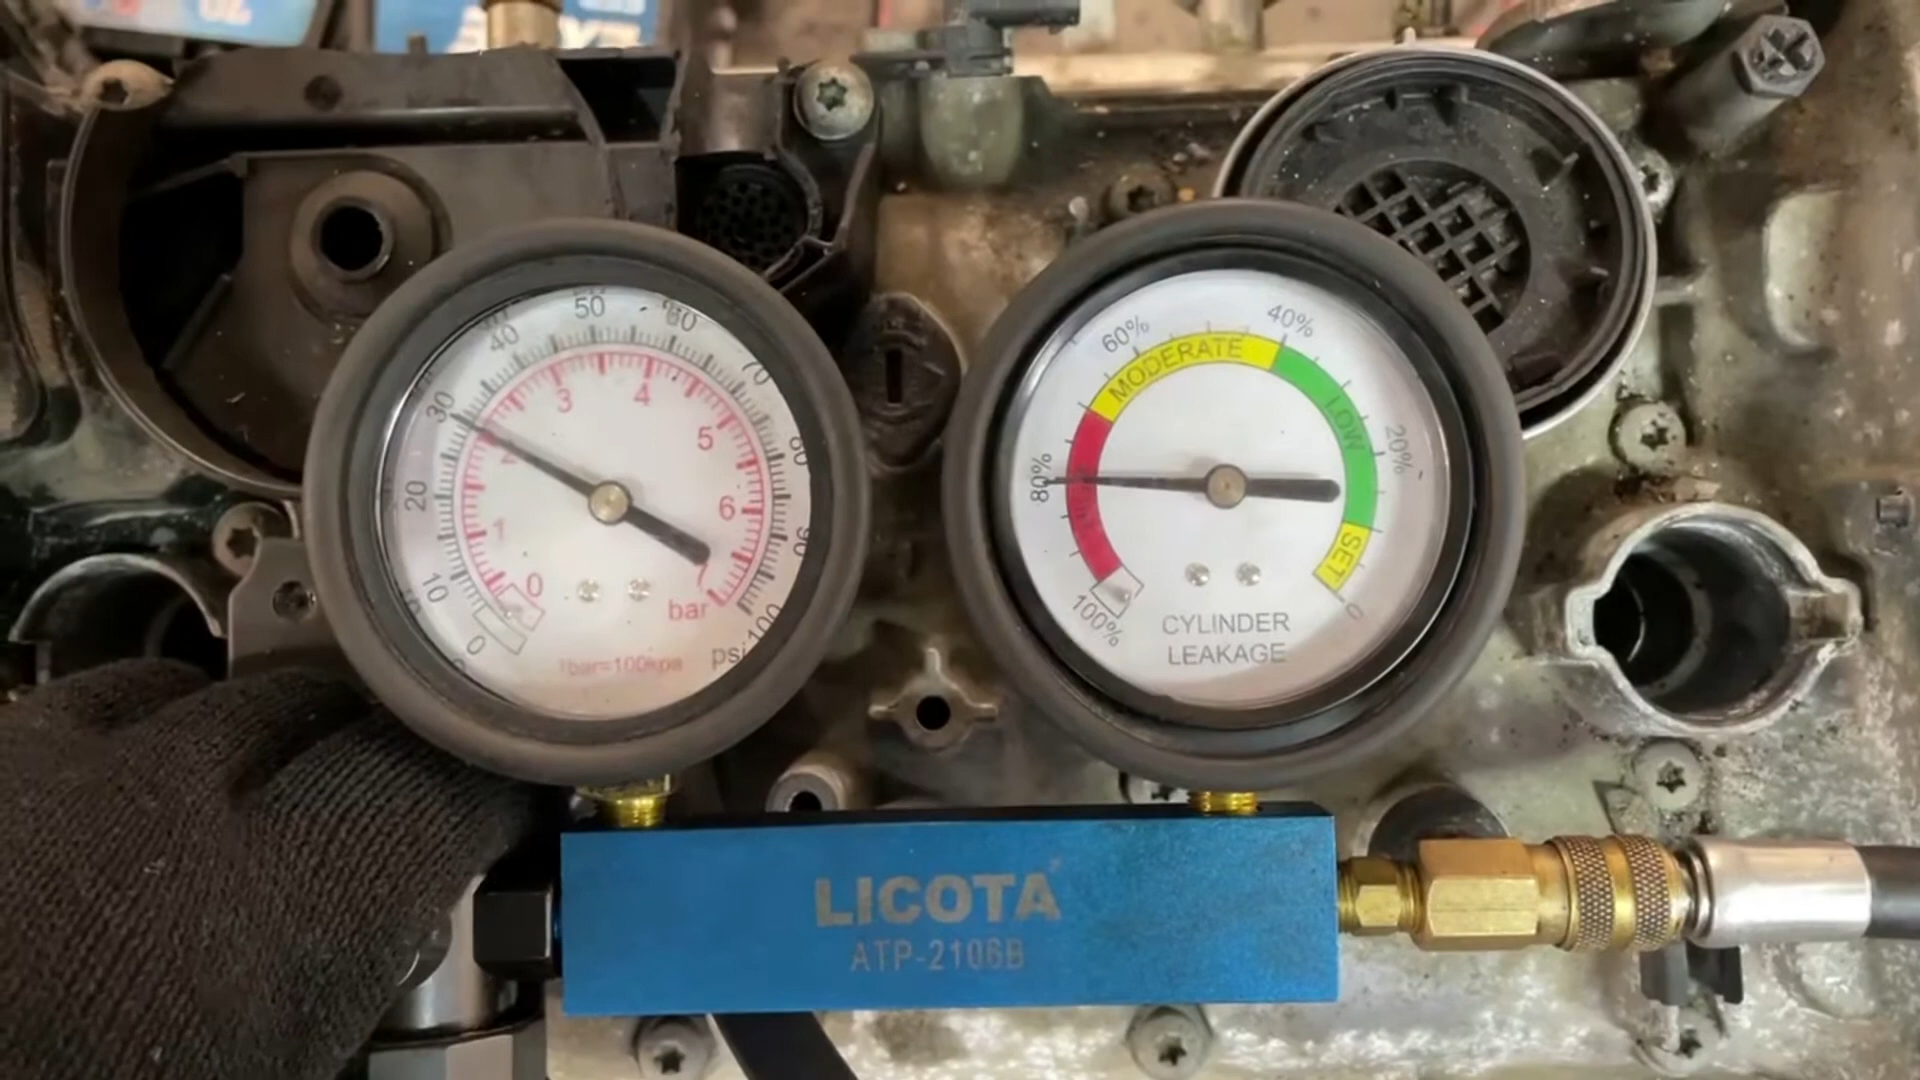 70
0
10
20
30
40
50
60
70
80
90
100
psi
0
1
2
3
4
5
6
7
bar
1bar=100kpa
100%
80%
60%
40%
20%
0
MODERATE
LOW
SET
CYLINDER
LEAKAGE
LICOTA
ATP-2106B